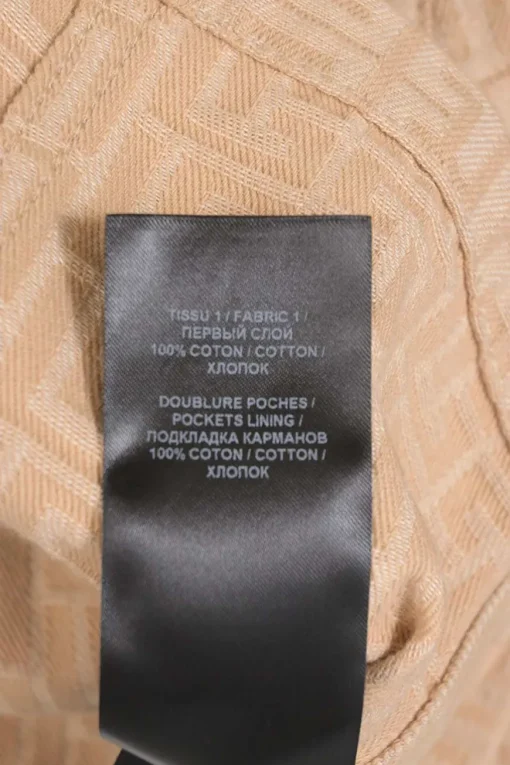 TISSU 1 / FABRIC 1 /
ПЕРВЫЙ СЛОЙ
100% COTON / COTTON /
ХЛОПОК
DOUBLURE POCHES /
POCKETS LINING /
ПОДКЛАДКА КАРМАНОВ
100% COTON / COTTON /
ХЛОПОК